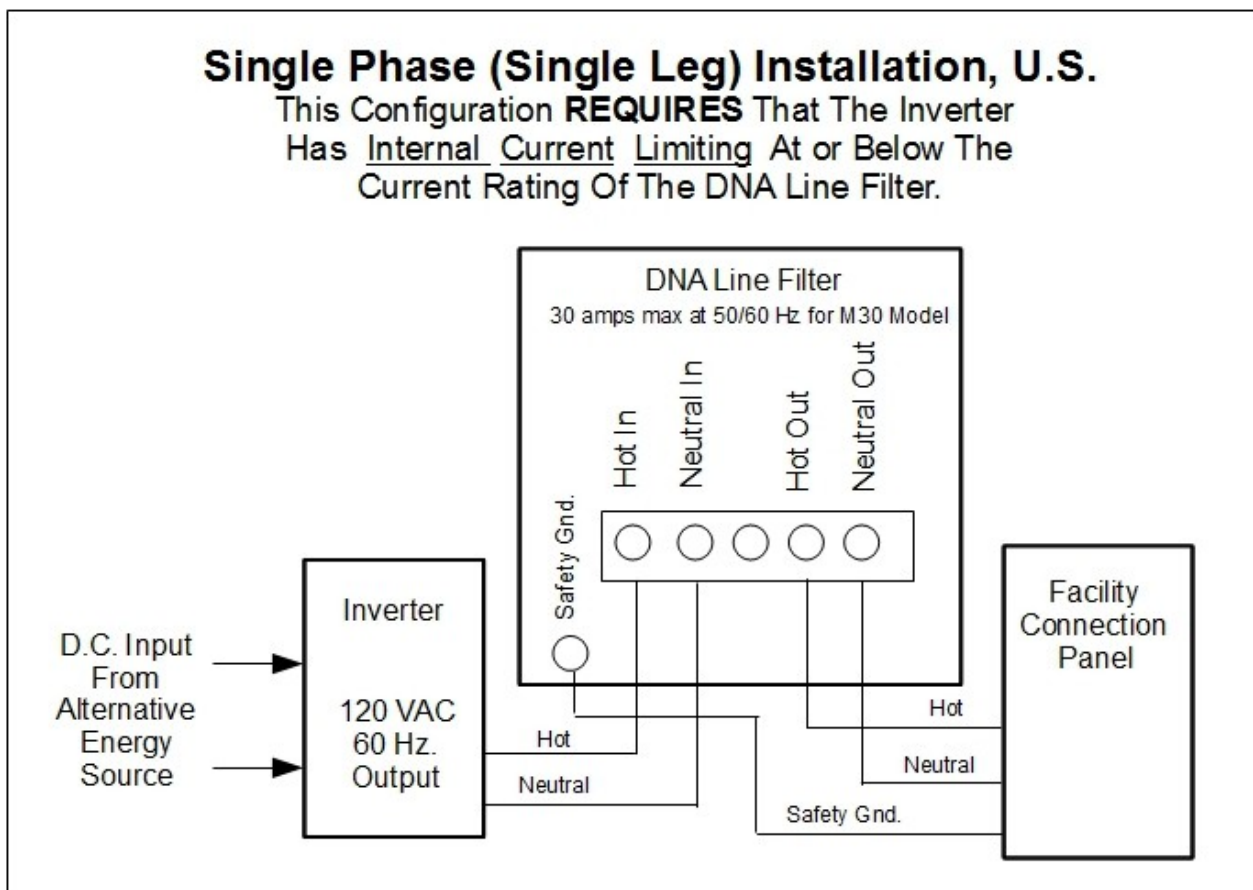 Single Phase (Single Leg) Installation, U.S.
This Configuration REQUIRES That The Inverter
Has Internal Current Limiting At or Below The
Current Rating Of The DNA Line Filter.
DNA Line Filter
30 amps max at 50/60 Hz for M30 Model
Hot In
Neutral In
Hot Out
Neutral Out
Safety Gnd.
D.C. Input
From
Alternative
Energy
Source
Inverter
120 VAC
60 Hz.
Output
Hot
Neutral
Facility
Connection
Panel
Hot
Neutral
Safety Gnd.